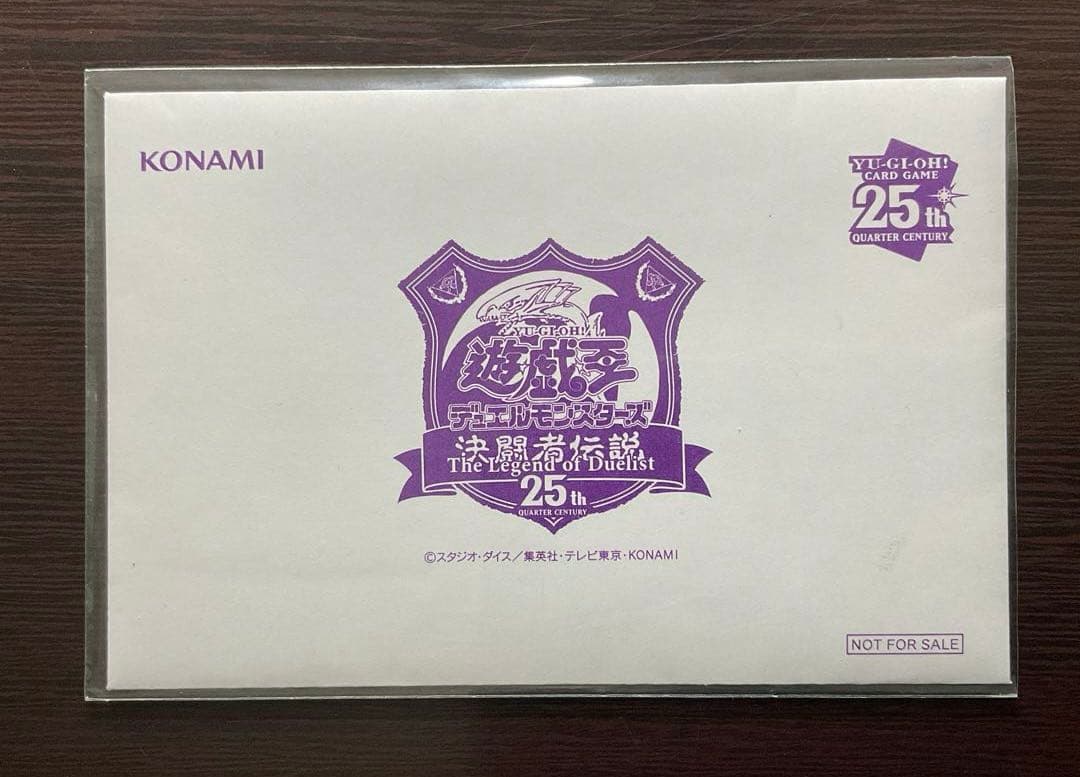 KONAMI
YU-GI-OH!
CARD GAME
25th
QUARTER CENTURY
YU-GI-OH!
遊戯王
デュエルモンスターズ
決闘者伝説
The Legend of Duelist
25th
QUARTER CENTURY
©スタジオ・ダイス/集英社・テレビ東京・KONAMI
NOT FOR SALE